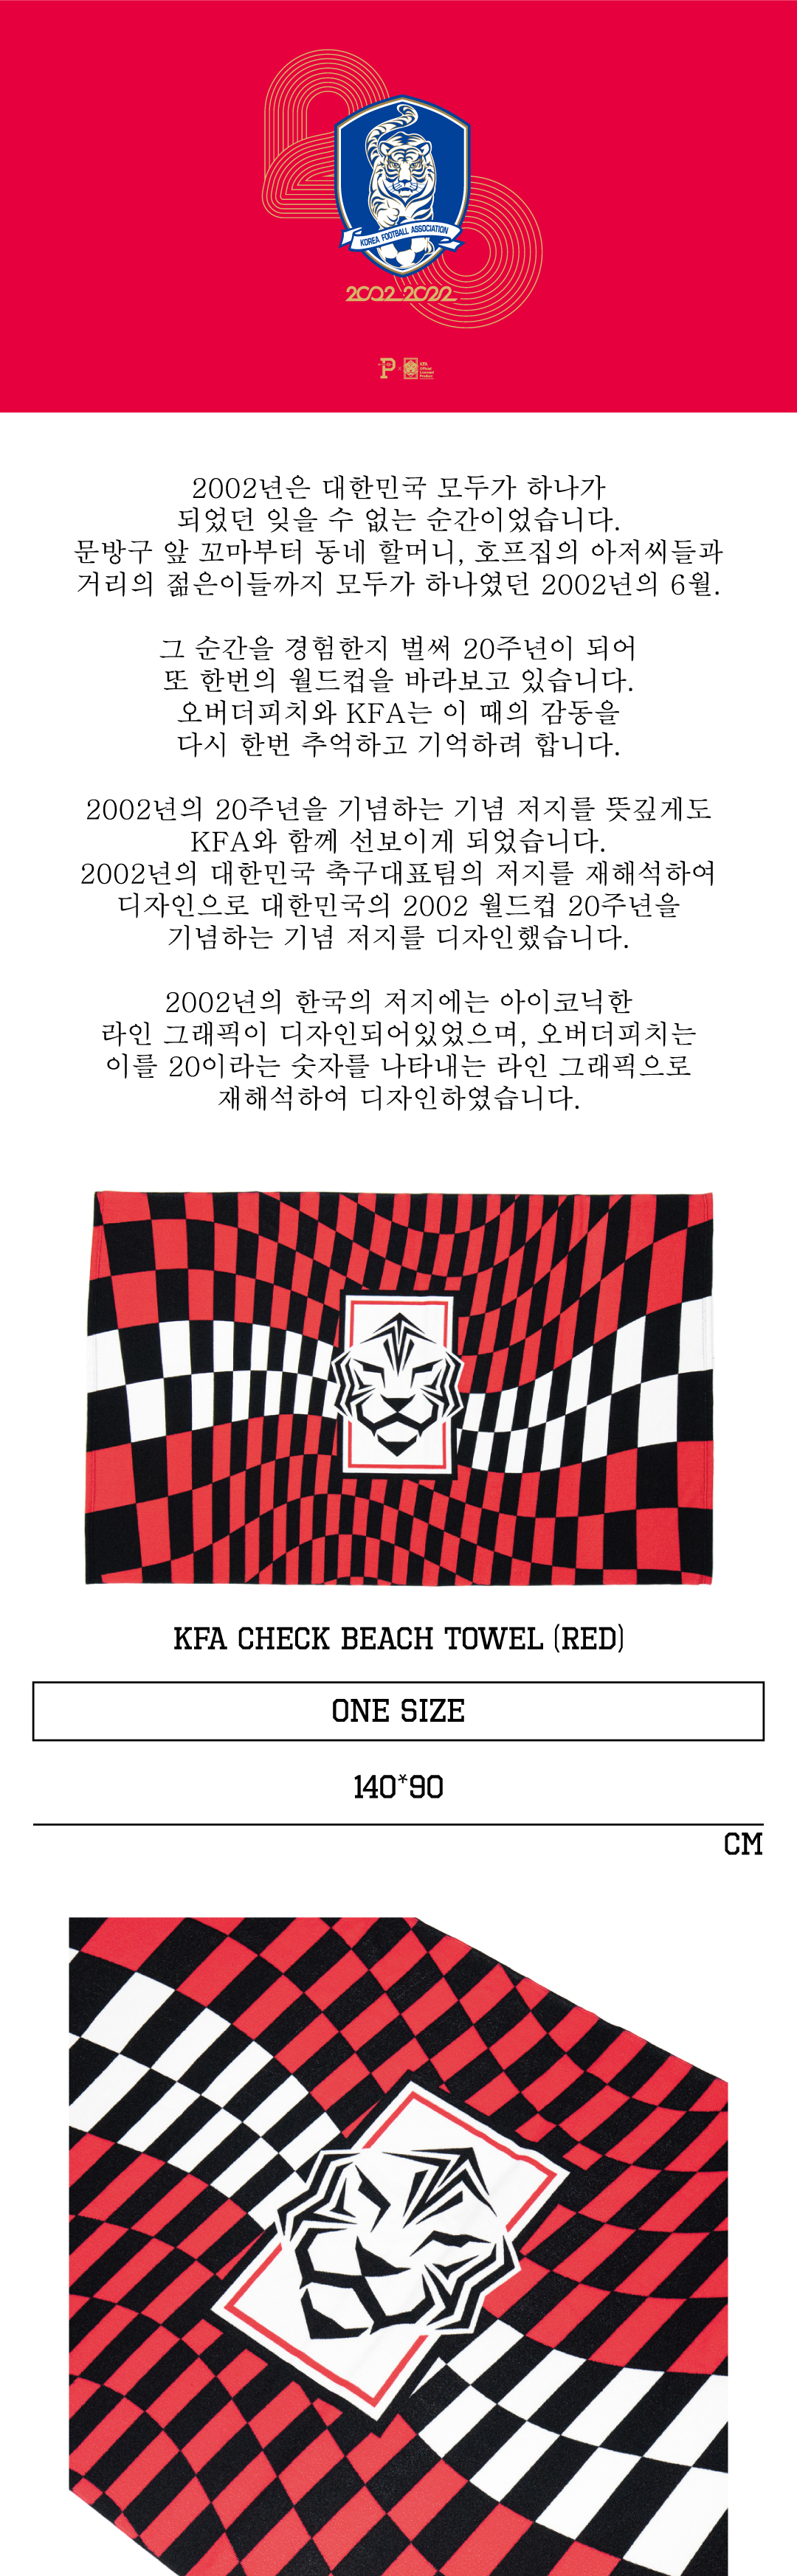 KOREA FOOTBALL ASSOCIATION
2002_2022
P
KFA
Official
Licensed
Product
2002년은 대한민국 모두가 하나가
되었던 잊을 수 없는 순간이었습니다.
문방구 앞 꼬마부터 동네 할머니, 호프집의 아저씨들과
거리의 젊은이들까지 모두가 하나였던 2002년의 6월.
그 순간을 경험한지 벌써 20주년이 되어
또 한번의 월드컵을 바라보고 있습니다.
오버더피치와 KFA는 이 때의 감동을
다시 한번 추억하고 기억하려 합니다.
2002년의 20주년을 기념하는 기념 저지를 뜻깊게도
KFA와 함께 선보이게 되었습니다.
2002년의 대한민국 축구대표팀의 저지를 재해석하여
디자인으로 대한민국의 2002 월드컵 20주년을
기념하는 기념 저지를 디자인했습니다.
2002년의 한국의 저지에는 아이코닉한
라인 그래픽이 디자인되어있었으며, 오버더피치는
이를 20이라는 숫자를 나타내는 라인 그래픽으로
재해석하여 디자인하였습니다.
KFA CHECK BEACH TOWEL (RED)
ONE SIZE
140*90
CM